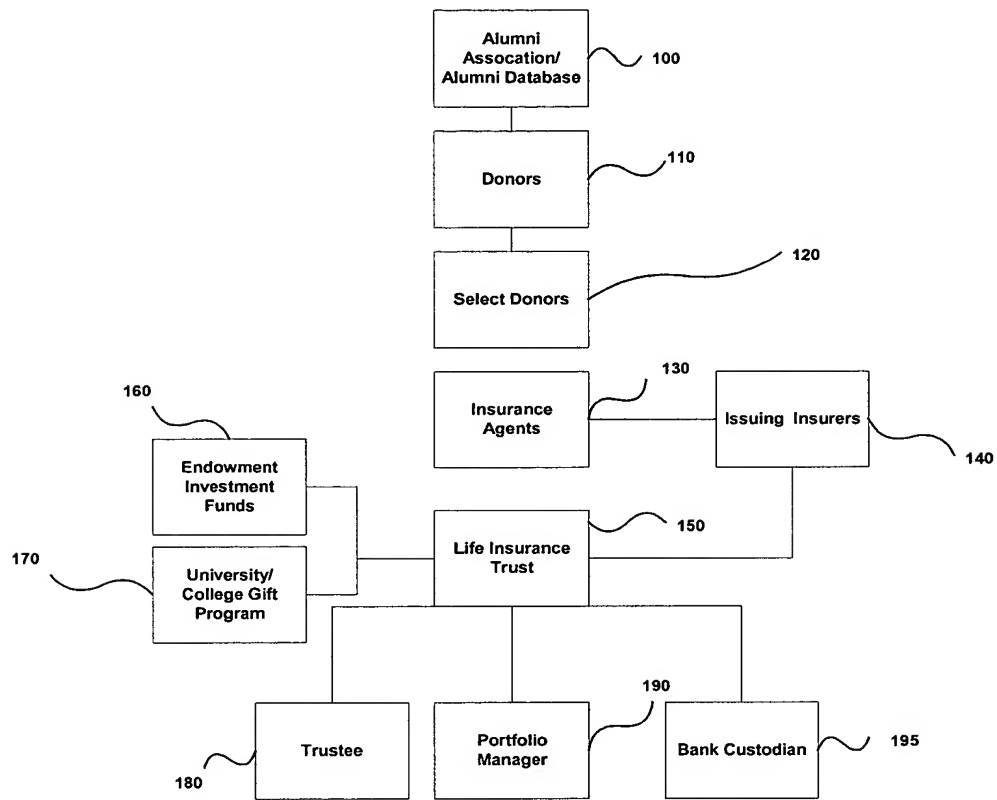 Alumni
Assocation/
Alumni Database
100
Donors
110
Select Donors
120
Insurance
Agents
130
Issuing Insurers
140
160
Endowment
Investment
Funds
Life Insurance
Trust
150
170
University/
College Gift
Program
Trustee
180
Portfolio
Manager
190
Bank Custodian
195